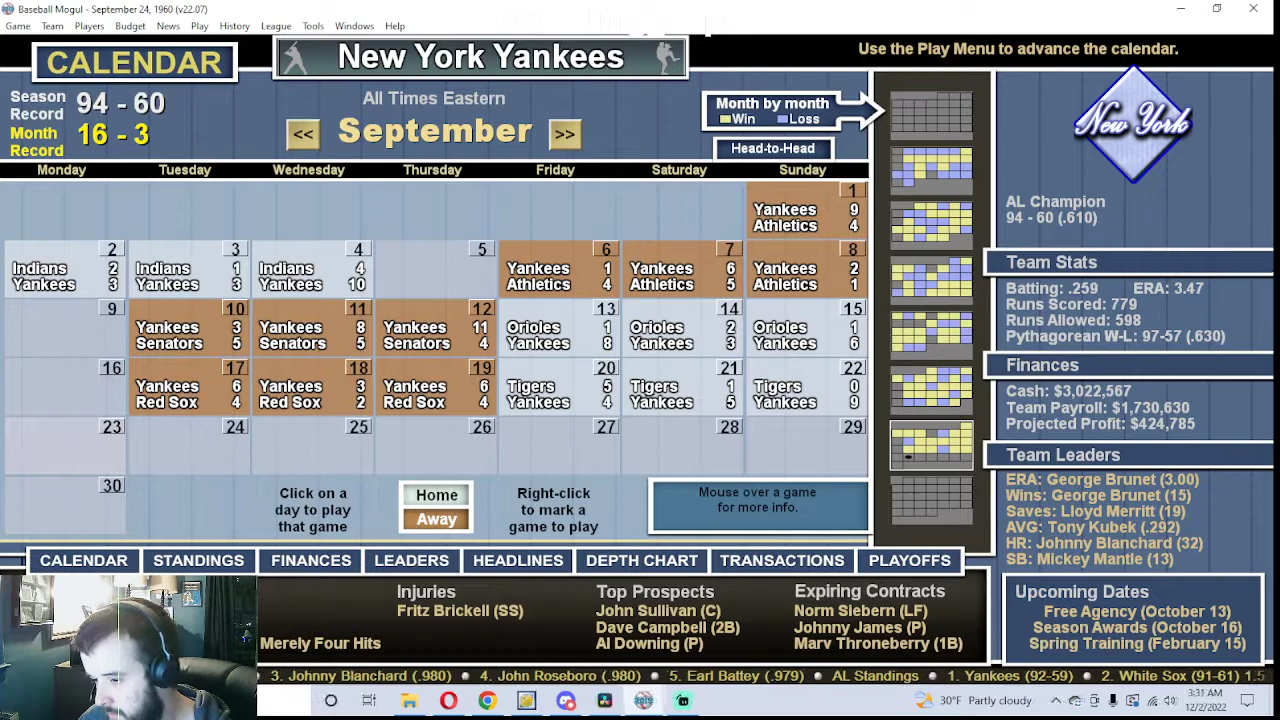 Baseball Mogul - September 24, 1960 (v22.07)
Game Team Players Budget News Play History League Tools Windows Help
CALENDAR
New York Yankees
Use the Play Menu to advance the calendar.
Season Record 94 - 60
Month Record 16 - 3
All Times Eastern
<< September >>
Month by month
Win Loss
Head-to-Head
New York
AL Champion
94 - 60 (.610)
Monday Tuesday Wednesday Thursday Friday Saturday Sunday
1
Yankees 9
Athletics 4
2 3 4 5 6 7 8
Indians 2 Indians 1 Indians 4 Yankees 1 Yankees 6 Yankees 2
Yankees 3 Yankees 3 Yankees 10 Athletics 4 Athletics 5 Athletics 1
9 10 11 12 13 14 15
Yankees 3 Yankees 8 Yankees 11 Orioles 1 Orioles 2 Orioles 1
Senators 5 Senators 5 Senators 4 Yankees 8 Yankees 3 Yankees 6
16 17 18 19 20 21 22
Yankees 6 Yankees 3 Yankees 6 Tigers 5 Tigers 1 Tigers 0
Red Sox 4 Red Sox 2 Red Sox 4 Yankees 4 Yankees 5 Yankees 9
23 24 25 26 27 28 29
30
Click on a
day to play
that game
Home
Away
Right-click
to mark a
game to play
Mouse over a game
for more info.
Team Stats
Batting: .259 ERA: 3.47
Runs Scored: 779
Runs Allowed: 598
Pythagorean W-L: 97-57 (.630)
Finances
Cash: $3,022,567
Team Payroll: $1,730,630
Projected Profit: $424,785
Team Leaders
ERA: George Brunet (3.00)
Wins: George Brunet (15)
Saves: Lloyd Merritt (19)
AVG: Tony Kubek (.292)
HR: Johnny Blanchard (32)
SB: Mickey Mantle (13)
CALENDAR STANDINGS FINANCES LEADERS HEADLINES DEPTH CHART TRANSACTIONS PLAYOFFS
Merely Four Hits
Injuries
Fritz Brickell (SS)
Top Prospects
John Sullivan (C)
Dave Campbell (2B)
Al Downing (P)
Expiring Contracts
Norm Siebern (LF)
Johnny James (P)
Marv Throneberry (1B)
Upcoming Dates
Free Agency (October 13)
Season Awards (October 16)
Spring Training (February 15)
3. Johnny Blanchard (.980) 4. John Roseboro (.980) 5. Earl Battey (.979) AL Standings 1. Yankees (92-59) 2. White Sox (91-61) 1.5
30°F Partly cloudy
3:31 AM
12/2/2022